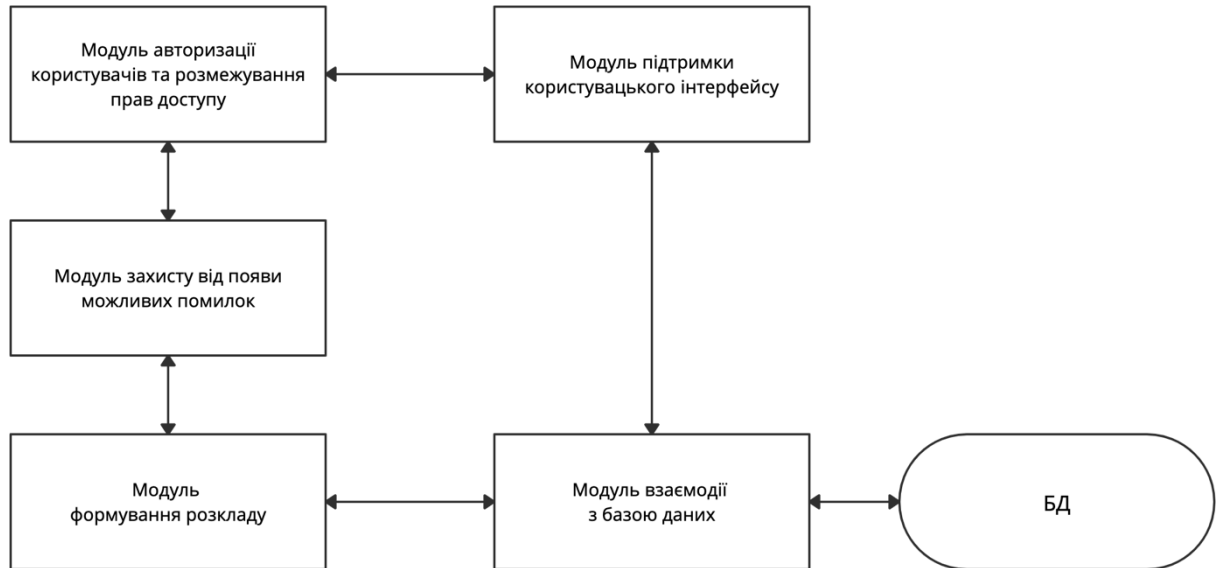 Модуль авторизації
користувачів та розмежування
прав доступу
Модуль підтримки
користувацького інтерфейсу
Модуль захисту від появи
можливих помилок
Модуль
формування розкладу
Модуль взаємодії
з базою даних
БД